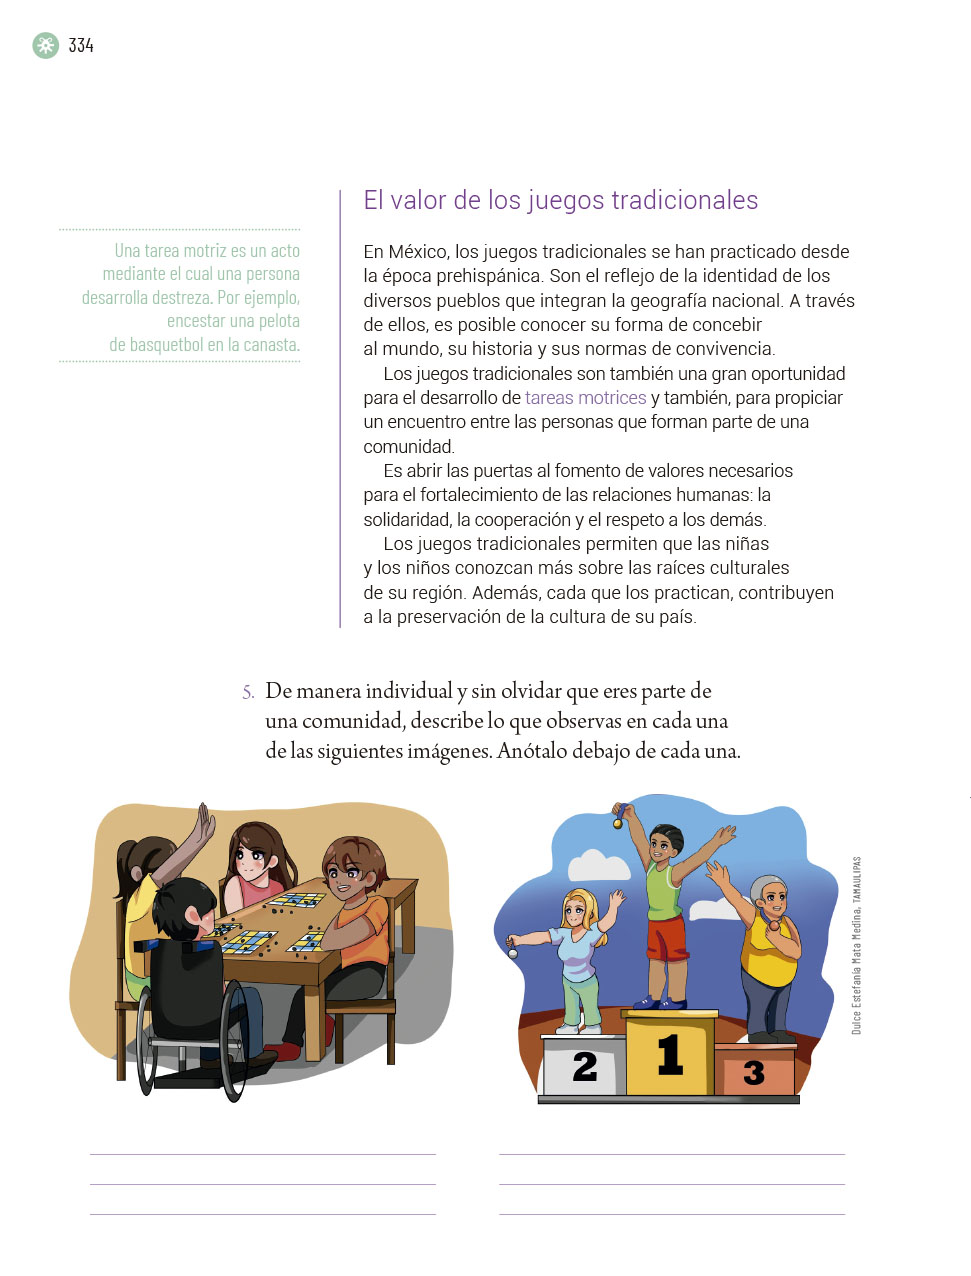 334
El valor de los juegos tradicionales
Una tarea motriz es un acto
mediante el cual una persona
desarrolla destreza. Por ejemplo,
encestar una pelota
de basquetbol en la canasta.
En México, los juegos tradicionales se han practicado desde
la época prehispánica. Son el reflejo de la identidad de los
diversos pueblos que integran la geografía nacional. A través
de ellos, es posible conocer su forma de concebir
al mundo, su historia y sus normas de convivencia.
Los juegos tradicionales son también una gran oportunidad
para el desarrollo de tareas motrices y también, para propiciar
un encuentro entre las personas que forman parte de una
comunidad.
Es abrir las puertas al fomento de valores necesarios
para el fortalecimiento de las relaciones humanas: la
solidaridad, la cooperación y el respeto a los demás.
Los juegos tradicionales permiten que las niñas
y los niños conozcan más sobre las raíces culturales
de su región. Además, cada que los practican, contribuyen
a la preservación de la cultura de su país.
5. De manera individual y sin olvidar que eres parte de
una comunidad, describe lo que observas en cada una
de las siguientes imágenes. Anótalo debajo de cada una.
2
1
3
Dulce Estefanía Mata Medina, TAMAULIPAS